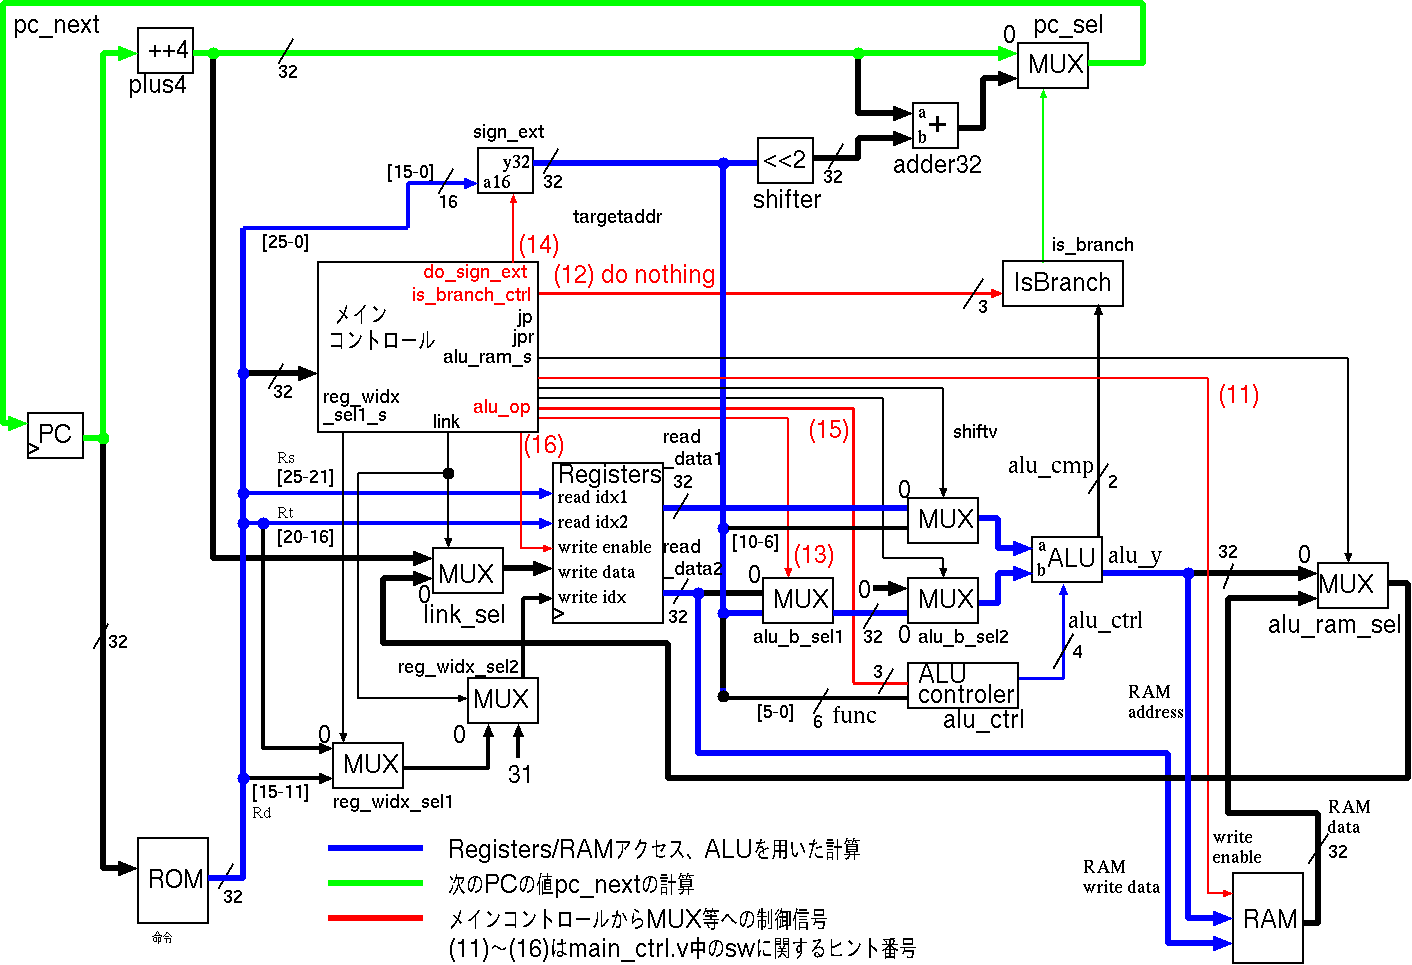 pc_next
++4
plus4
32
0
pc_sel
MUX
a
b
+
adder32
sign_ext
y32
a16
[15-0]
16
32
<<2
shifter
32
[25-0]
targetaddr
(14)
is_branch
IsBranch
do_sign_ext
(12) do nothing
is_branch_ctrl
3
メイン
コントロール
jp
jpr
alu_ram_s
32
reg_widx
_sel1_s
link
alu_op
(11)
(15)
(16)
shiftv
PC
Rs
[25-21]
Rt
[20-16]
Registers
read idx1
read idx2
write enable
write data
write idx
read
_data1
32
read
_data2
32
0
MUX
[10-6]
(13)
alu_cmp
2
a
b
ALU
alu_y
32
0
MUX
alu_ram_sel
MUX
0
link_sel
0
MUX
alu_b_sel1
32
0
MUX
0
alu_b_sel2
alu_ctrl
4
32
reg_widx_sel2
MUX
0
31
0
MUX
reg_widx_sel1
[15-11]
Rd
3
ALU
controler
alu_ctrl
[5-0]
6
func
RAM
address
ROM
32
命令
RAM
data
32
write
enable
RAM
write data
RAM
Registers/RAMアクセス、ALUを用いた計算
次のPCの値pc_nextの計算
メインコントロールからMUX等への制御信号
(11)～(16)はmain_ctrl.v中のswに関するヒント番号